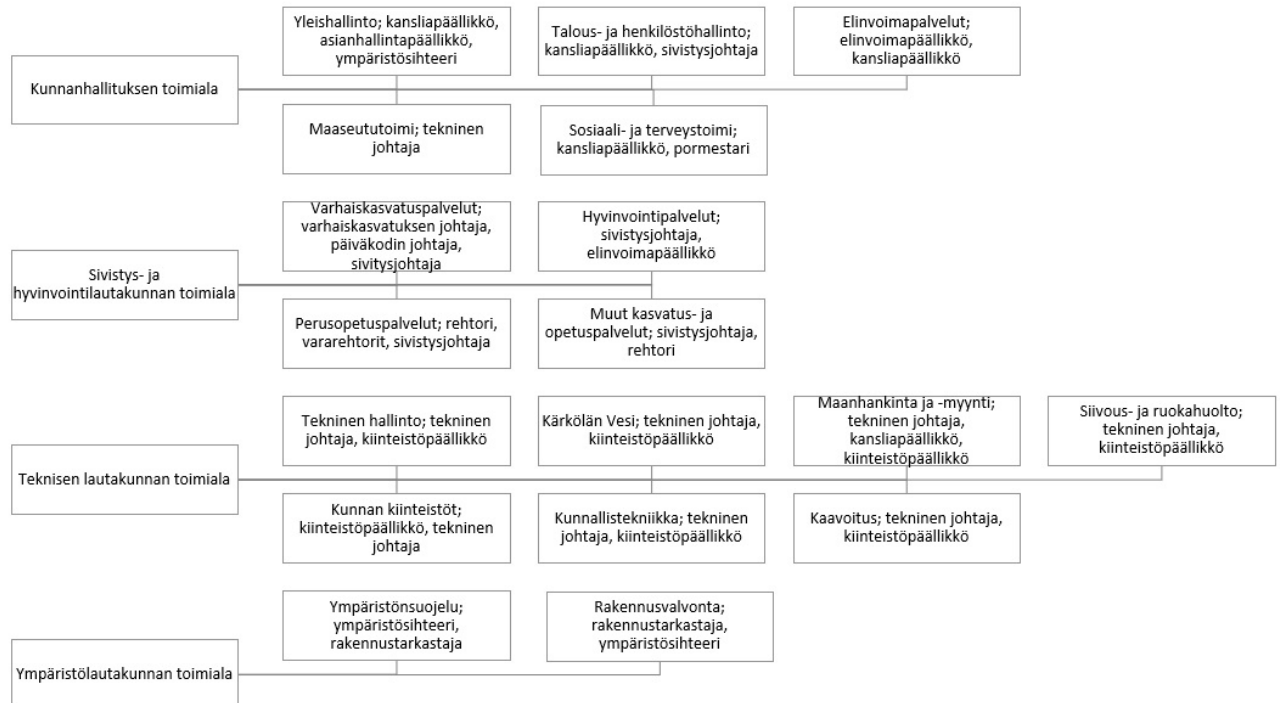 Kunnanhallituksen toimiala
Yleishallinto; kansliapäällikkö,
asianhallintapäällikkö,
ympäristösihteeri
Talous- ja henkilöstöhallinto;
kansliapäällikkö, sivistysjohtaja
Elinvoimapalvelut;
elinvoimapäällikkö,
kansliapäällikkö
Maaseututoimi; tekninen
johtaja
Sosiaali- ja terveystoimi;
kansliapäällikkö, pormestari
Sivistys- ja
hyvinvointilautakunnan toimiala
Varhaiskasvatuspalvelut;
varhaiskasvatuksen johtaja,
päiväkodin johtaja,
sivitysjohtaja
Hyvinvointipalvelut;
sivistysjohtaja,
elinvoimapäällikkö
Perusopetuspalvelut; rehtori,
vararehtorit, sivistysjohtaja
Muut kasvatus- ja
opetuspalvelut; sivistysjohtaja,
rehtori
Teknisen lautakunnan toimiala
Tekninen hallinto; tekninen
johtaja, kiinteistöpäällikkö
Kärkölän Vesi; tekninen johtaja,
kiinteistöpäällikkö
Maanhankinta ja -myynti;
tekninen johtaja,
kansliapäällikkö,
kiinteistöpäällikkö
Siivous- ja ruokahuolto;
tekninen johtaja,
kiinteistöpäällikkö
Kunnan kiinteistöt;
kiinteistöpäällikkö, tekninen
johtaja
Kunnallistekniikka; tekninen
johtaja, kiinteistöpäällikkö
Kaavoitus; tekninen johtaja,
kiinteistöpäällikkö
Ympäristölautakunnan toimiala
Ympäristönsuojelu;
ympäristösihteeri,
rakennustarkastaja
Rakennusvalvonta;
rakennustarkastaja,
ympäristösihteeri